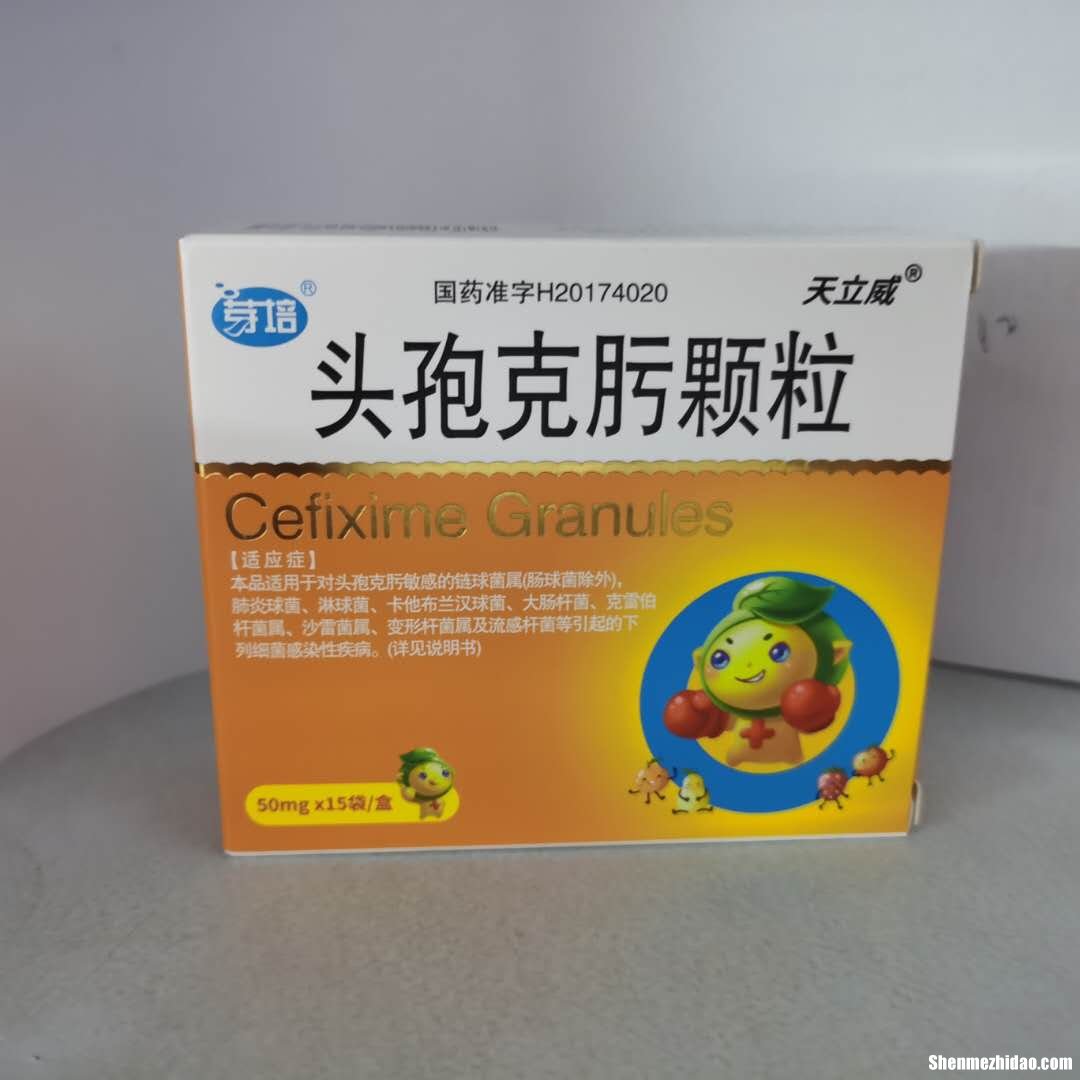 芽培®
国药准字H20174020
天立威®
头孢克肟颗粒
Cefixime Granules
【适应症】
本品适用于对头孢克肟敏感的链球菌属(肠球菌除外)，
肺炎球菌、淋球菌、卡他布兰汉球菌、大肠杆菌、克雷伯
杆菌属、沙雷菌属、变形杆菌属及流感杆菌等引起的下
列细菌感染性疾病。(详见说明书)
50mg x15袋/盒
Shenmezhidao.com